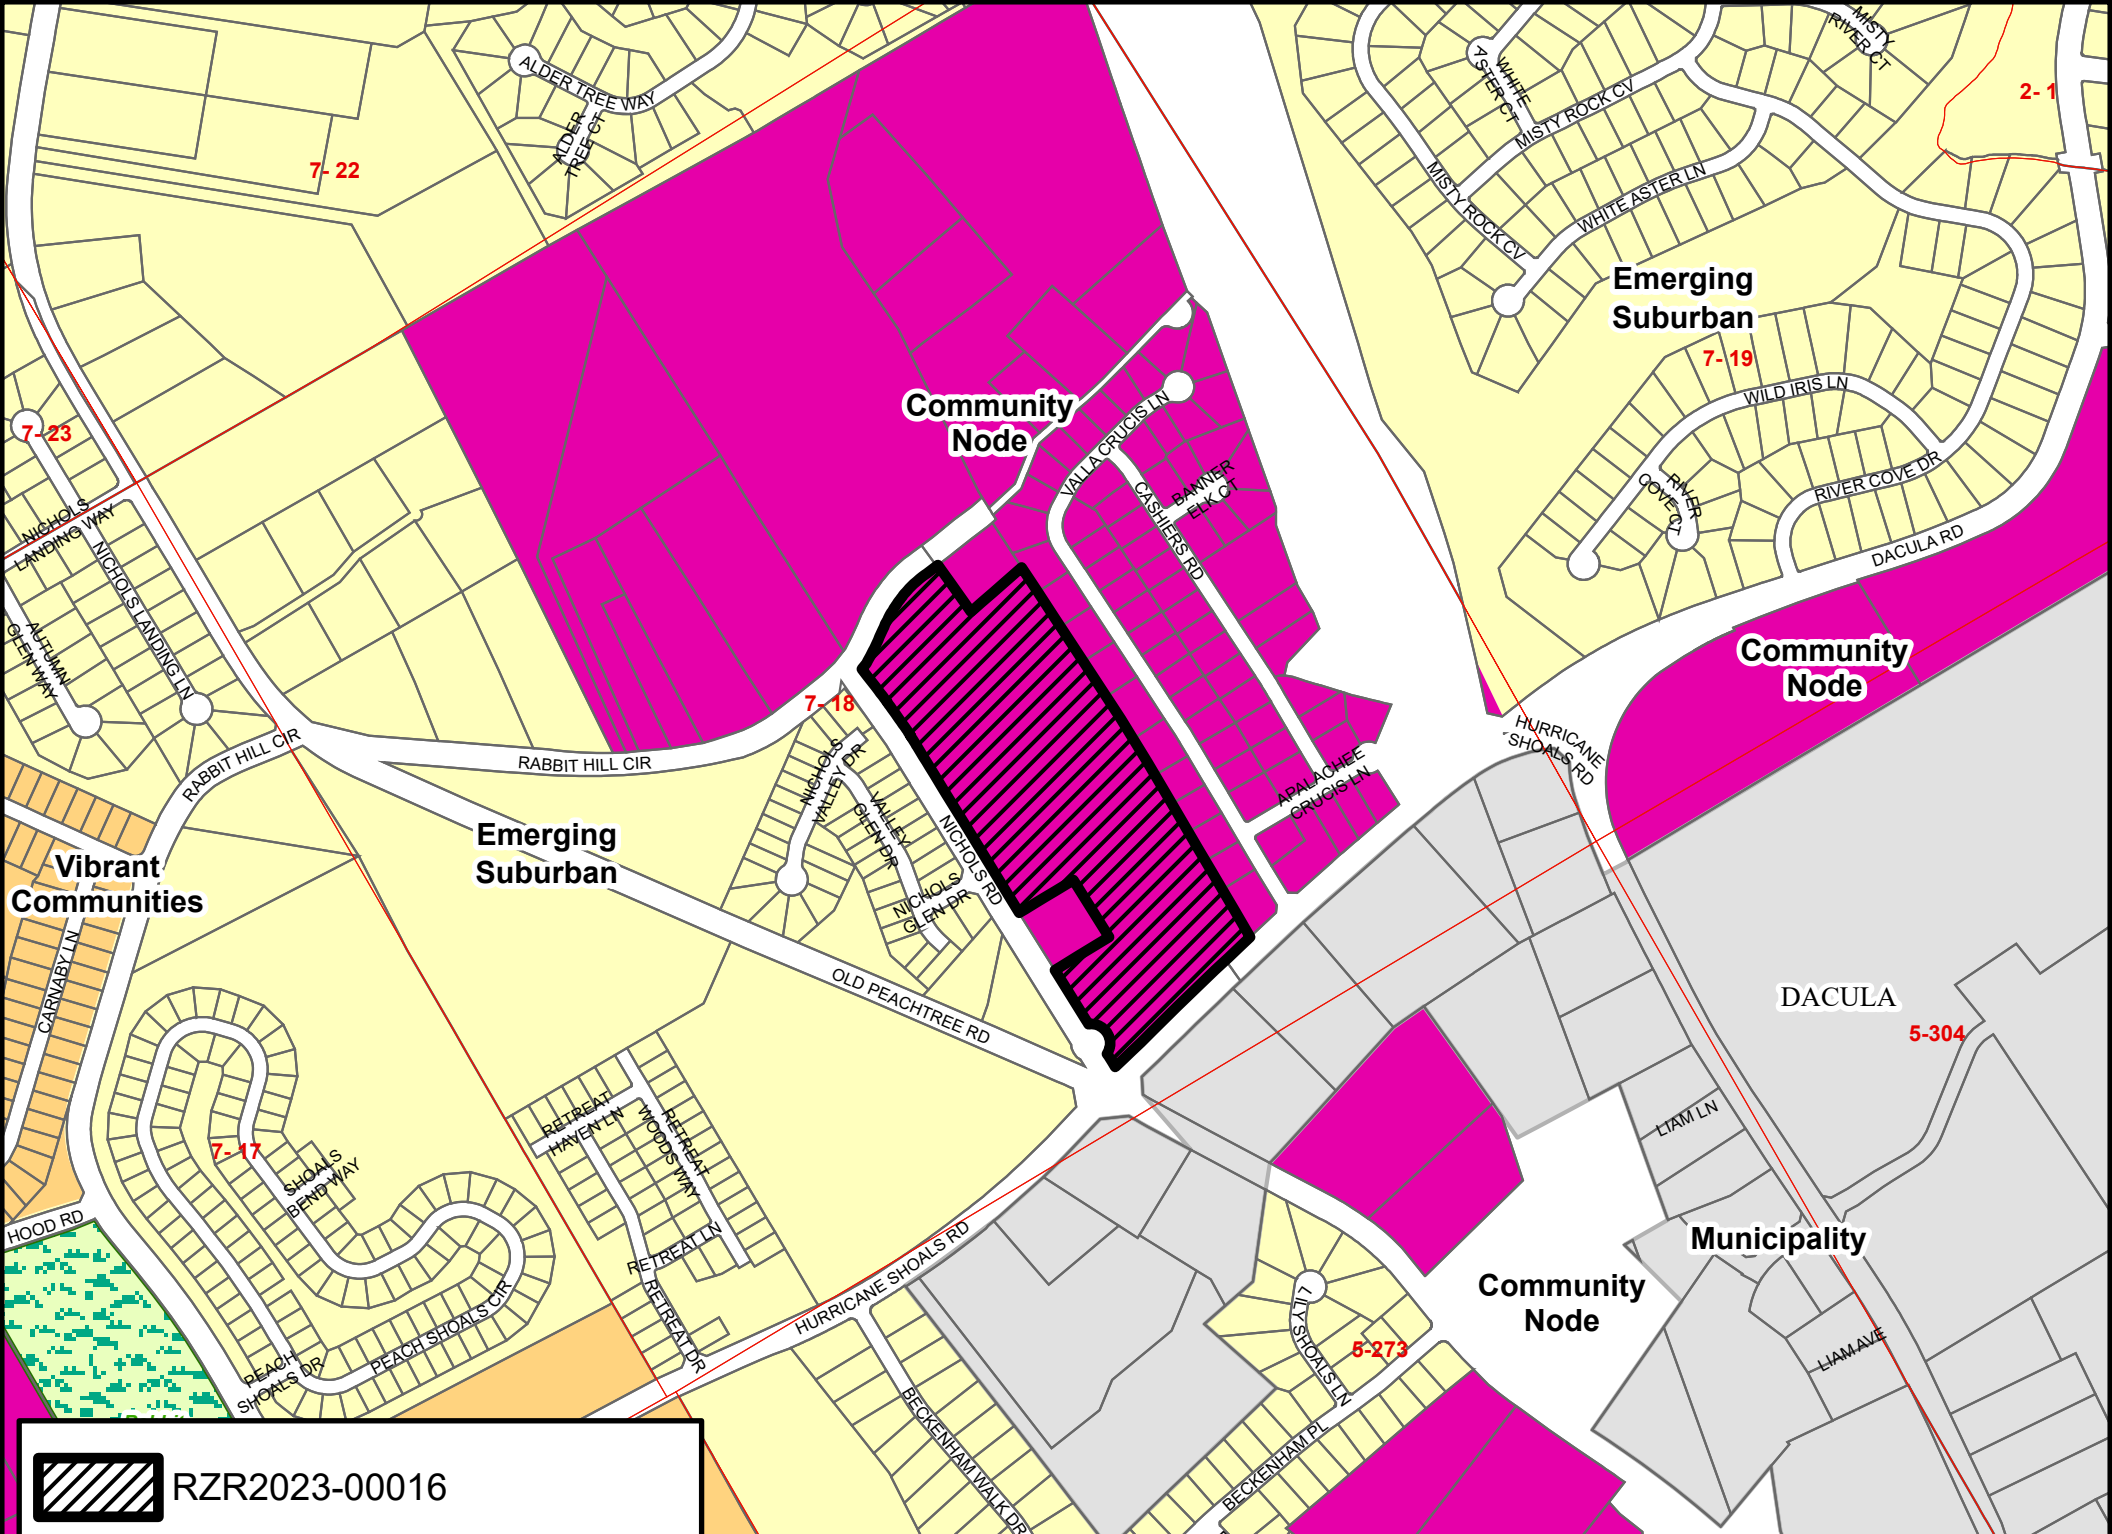 ALDER TREE WAY
ALDER
TREE CT
7- 22
MISTY
RIVER CT
WHITE
ASTER CT
MISTY ROCK CV
MISTY ROCK CV
WHITE ASTER LN
2- 1
Emerging
Suburban
7- 19
WILD IRIS LN
RIVER
COVE CT
RIVER COVE DR
DACULA RD
Community
Node
VALLA CRUCIS LN
BANNER
ELK CT
CASHIERS RD
7- 23
NICHOLS
LANDING WAY
NICHOLS LANDING LN
AUTUMN
GLEN WAY
RABBIT HILL CIR
RABBIT HILL CIR
7- 18
NICHOLS
VALLEY DR
VALLEY
GLEN DR
NICHOLS
GLEN DR
NICHOLS RD
APALACHEE
CRUCIS LN
HURRICANE
SHOALS RD
Community
Node
Emerging
Suburban
Vibrant
Communities
CARNABY LN
OLD PEACHTREE RD
DACULA
5-304
LIAM LN
RETREAT
HAVEN LN
RETREAT
WOODS WAY
RETREAT LN
RETREAT DR
7- 17
SHOALS
BEND WAY
HOOD RD
PEACH SHOALS CIR
PEACH
SHOALS DR
HURRICANE SHOALS RD
Municipality
Community
Node
LIAM AVE
LILY SHOALS LN
5-273
BECKENHAM WALK DR
BECKENHAM PL
RZR2023-00016